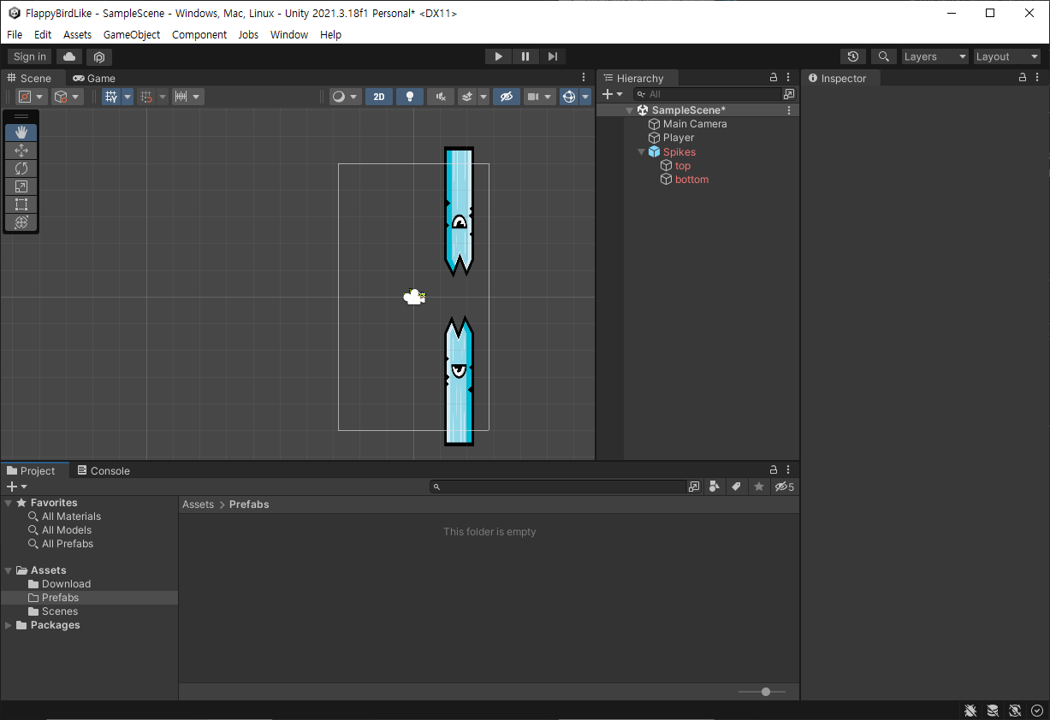 FlappyBirdLike - SampleScene - Windows, Mac, Linux - Unity 2021.3.18f1 Personal* <DX11>
File Edit Assets GameObject Component Jobs Window Help
Sign in Layers Layout
Scene Game
2D
Hierarchy
All
SampleScene*
Main Camera
Player
Spikes
top
bottom
Inspector
Project Console
5
Favorites
All Materials
All Models
All Prefabs
Assets
Download
Prefabs
Scenes
Packages
Assets > Prefabs
This folder is empty